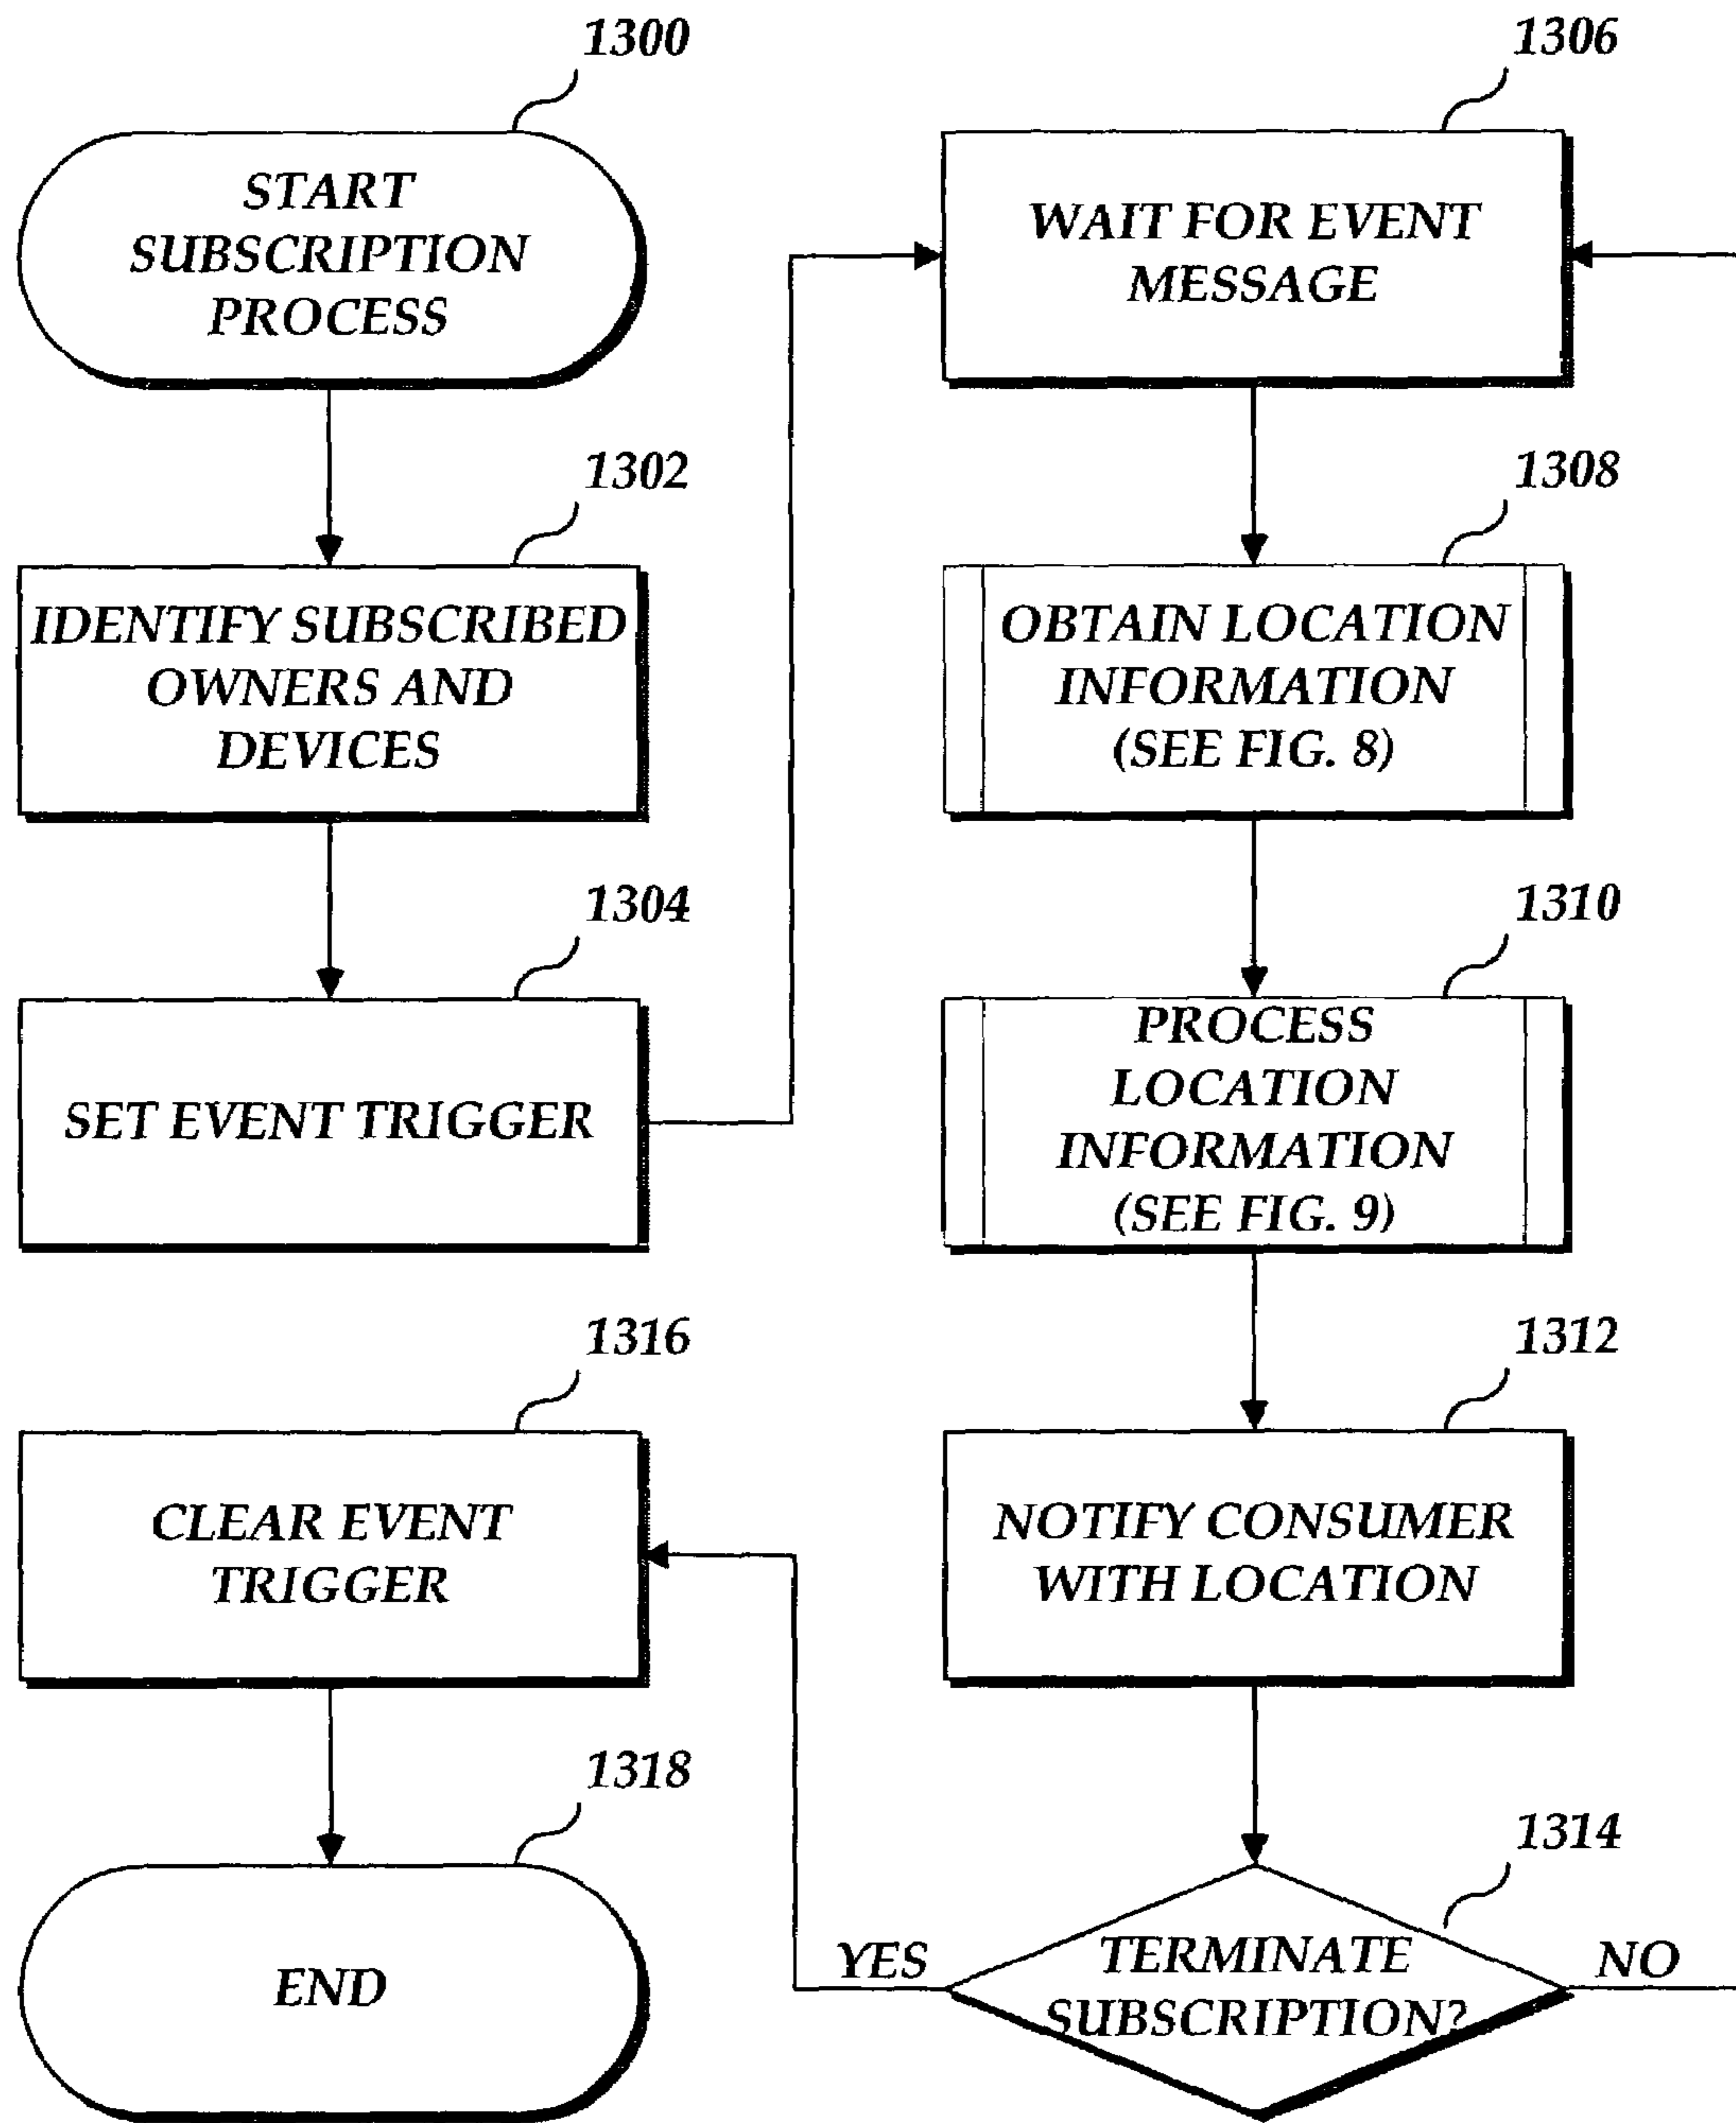 1300
START
SUBSCRIPTION
PROCESS
1302
IDENTIFY SUBSCRIBED
OWNERS AND
DEVICES
1304
SET EVENT TRIGGER
1306
WAIT FOR EVENT
MESSAGE
1308
OBTAIN LOCATION
INFORMATION
(SEE FIG. 8)
1310
PROCESS
LOCATION
INFORMATION
(SEE FIG. 9)
1312
NOTIFY CONSUMER
WITH LOCATION
1314
TERMINATE
SUBSCRIPTION?
YES
NO
1316
CLEAR EVENT
TRIGGER
1318
END